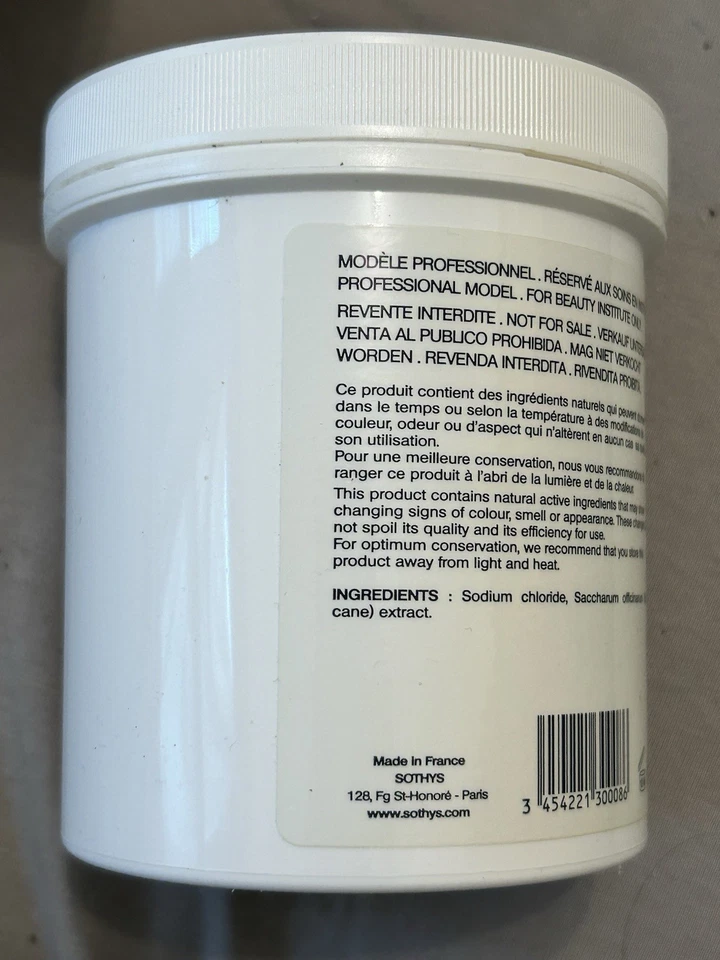 MODÈLE PROFESSIONNEL . RÉSERVÉ AUX SOINS EN
PROFESSIONAL MODEL . FOR BEAUTY INSTITUTE ONLY
REVENTE INTERDITE . NOT FOR SALE . VERKAUF
VENTA AL PUBLICO PROHIBIDA . MAG NIET VERKOCHT
WORDEN . REVENDA INTERDITA . RIVENDITA PROIBITA
Ce produit contient des ingrédients naturels qui peuvent
dans le temps ou selon la température à des modifications
couleur, odeur ou d'aspect qui n'altèrent en aucun cas
son utilisation.
Pour une meilleure conservation, nous vous recommandons
ranger ce produit à l'abri de la lumière et de la chaleur
This product contains natural active ingredients that may
changing signs of colour, smell or appearance. These
not spoil its quality and its efficiency for use.
For optimum conservation, we recommend that you store this
product away from light and heat.
INGREDIENTS : Sodium chloride, Saccharum officinarum
cane) extract.
Made in France
SOTHYS
128, Fg St-Honoré - Paris
www.sothys.com
3 454221 300086